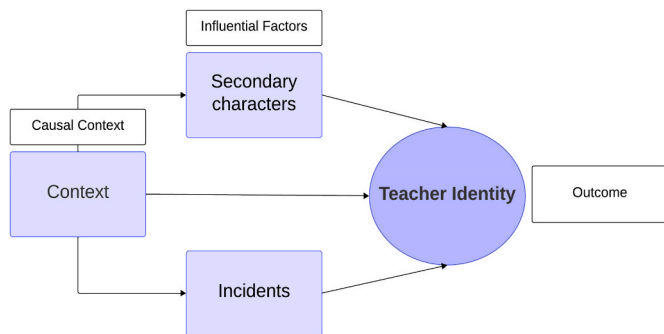 Influential Factors
Secondary
characters
Causal Context
Context
Teacher Identity
Outcome
Incidents